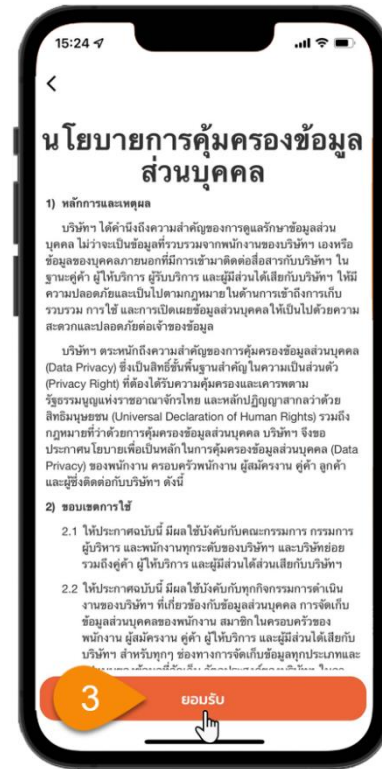 15:24
นโยบายการคุ้มครองข้อมูล
ส่วนบุคคล
1) หลักการและเหตุผล
บริษัทฯ ได้คำนึงถึงความสำคัญของการดูแลรักษาข้อมูลส่วน
บุคคล ไม่ว่าจะเป็นข้อมูลที่รวบรวมจากพนักงานของบริษัทฯ เองหรือ
ข้อมูลของบุคคลภายนอกที่มีการเข้ามาติดต่อสื่อสารกับบริษัทฯ ใน
ฐานะคู่ค้า ผู้ให้บริการ ผู้รับบริการ และผู้มีส่วนได้เสียกับบริษัทฯ ให้มี
ความปลอดภัยและเป็นไปตามกฎหมาย ในด้านการเข้าถึงการเก็บ
รวบรวม การใช้ และการเปิดเผยข้อมูลส่วนบุคคลให้เป็นไปด้วยความ
สะดวกและปลอดภัยต่อเจ้าของข้อมูล
บริษัทฯ ตระหนักถึงความสำคัญของการคุ้มครองข้อมูลส่วนบุคคล
(Data Privacy) ซึ่งเป็นสิทธิ์ขั้นพื้นฐานสำคัญในความเป็นส่วนตัว
(Privacy Right) ที่ต้องได้รับความคุ้มครองและเคารพตาม
รัฐธรรมนูญแห่งราชอาณาจักรไทย และหลักปฏิญญาสากลว่าด้วย
สิทธิมนุษยชน (Universal Declaration of Human Rights) รวมถึง
กฎหมายที่ว่าด้วยการคุ้มครองข้อมูลส่วนบุคคล บริษัทฯ จึงขอ
ประกาศนโยบายเพื่อเป็นหลักในการคุ้มครองข้อมูลส่วนบุคคล (Data
Privacy) ของพนักงาน ครอบครัวพนักงาน ผู้สมัครงาน คู่ค้า ลูกค้า
และผู้ซึ่งติดต่อกับบริษัทฯ ดังนี้
2) ขอบเขตการใช้
2.1 ให้ประกาศฉบับนี้ มีผลใช้บังคับกับคณะกรรมการ กรรมการ
ผู้บริหาร และพนักงานทุกระดับของบริษัทฯ และบริษัทย่อย
รวมถึงคู่ค้า ผู้ให้บริการ และผู้มีส่วนได้ส่วนเสียกับบริษัทฯ
2.2 ให้ประกาศฉบับนี้ มีผลใช้บังคับกับทุกกิจกรรมการดำเนิน
งานของบริษัทฯ ที่เกี่ยวข้องกับข้อมูลส่วนบุคคล การจัดเก็บ
ข้อมูลส่วนบุคคลของพนักงาน สมาชิกในครอบครัวของ
พนักงาน ผู้สมัครงาน คู่ค้า ผู้ให้บริการ และผู้มีส่วนได้เสียกับ
บริษัทฯ สำหรับทุกๆ ช่องทางการจัดเก็บข้อมูลทุกประเภทและ
3
ยอมรับ